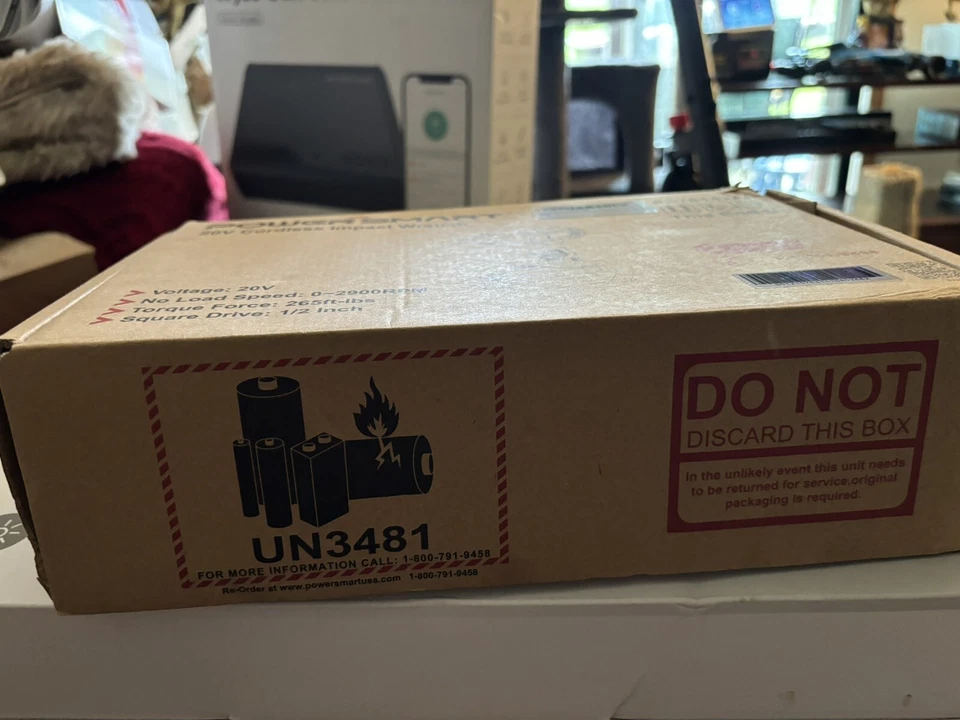 POWERSMART
20V Cordless Impact
Voltage: 20V
No Load Speed: 0~2900RPM
Torque Force: 265ft-lbs
Square Drive: 1/2 Inch
UN3481
FOR MORE INFORMATION CALL: 1-800-791-9458
Re-Order at www.powersmartusa.com 1-800-791-9458
DO NOT
DISCARD THIS BOX
In the unlikely event this unit needs
to be returned for service,original
packaging is required.